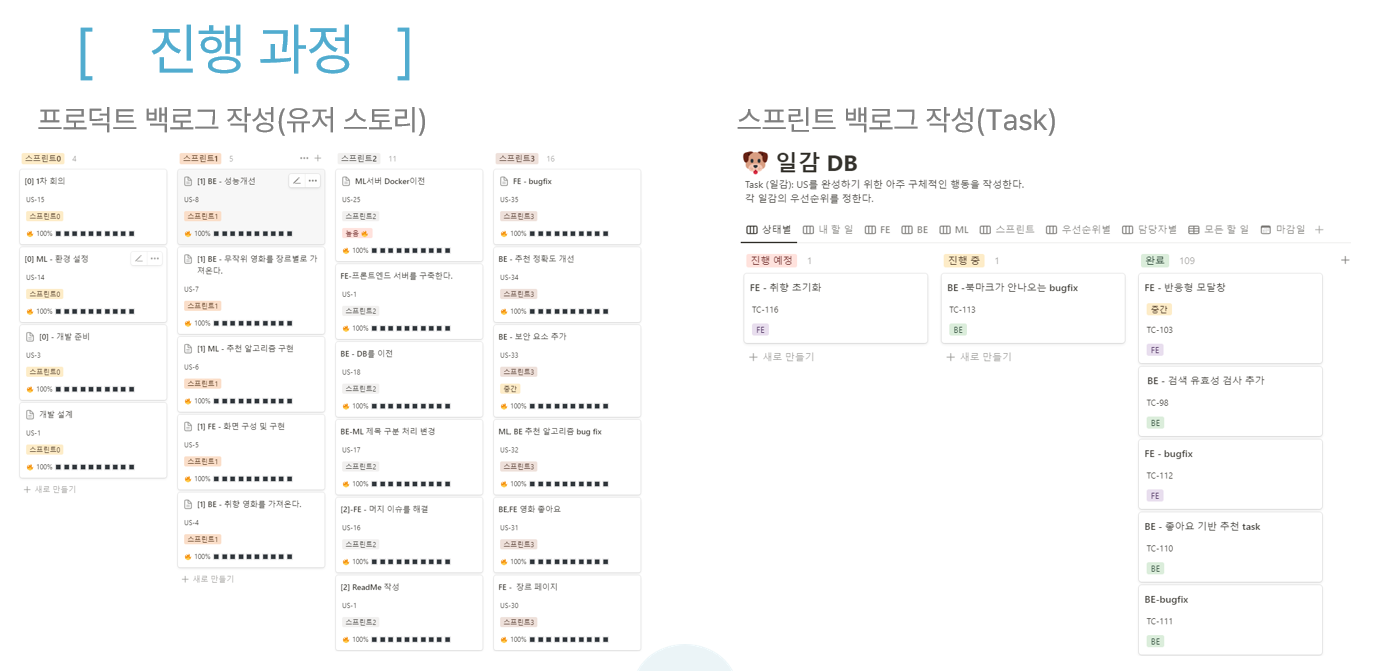 [ 진행 과정 ]
프로덕트 백로그 작성(유저 스토리)
스프린트0 4
[0] 1차 회의
US-15
스프린트0
100%
[0] ML - 환경 설정
US-14
스프린트0
100%
[0] - 개발 준비
US-3
스프린트0
100%
개발 설계
US-1
스프린트0
100%
+ 새로 만들기
스프린트1 5
[1] BE - 성능개선
US-8
스프린트1
100%
[1] BE - 무작위 영화를 장르별로 가
져온다.
US-7
스프린트1
100%
[1] ML - 추천 알고리즘 구현
US-6
스프린트1
100%
[1] FE - 화면 구성 및 구현
US-5
스프린트1
100%
[1] BE - 취향 영화를 가져온다.
US-4
스프린트1
100%
+ 새로 만들기
스프린트2 11
ML서버 Docker이전
US-25
스프린트2
높음
100%
FE-프론트엔드 서버를 구축한다.
US-1
스프린트2
100%
BE - DB를 이전
US-18
스프린트2
100%
BE-ML 제목 구분 처리 변경
US-17
스프린트2
100%
[2]-FE - 머지 이슈를 해결
US-16
스프린트2
100%
[2] ReadMe 작성
US-1
스프린트2
100%
스프린트3 16
FE - bugfix
US-35
스프린트3
100%
BE - 추천 정확도 개선
US-34
스프린트3
100%
BE - 보안 요소 추가
US-33
스프린트3
중간
100%
ML, BE 추천 알고리즘 bug fix
US-32
스프린트3
100%
BE,FE 영화 좋아요
US-31
스프린트3
100%
FE - 장르 페이지
US-30
스프린트3
100%
스프린트 백로그 작성(Task)
일감 DB
Task (일감): US를 완성하기 위한 아주 구체적인 행동을 작성한다.
각 일감의 우선순위를 정한다.
상태별 내 할 일 FE BE ML 스프린트 우선순위별 담당자별 모든 할 일 마감일 +
진행 예정 1
FE - 취향 초기화
TC-116
FE
+ 새로 만들기
진행 중 1
BE -북마크가 안나오는 bugfix
TC-113
BE
+ 새로 만들기
완료 109
FE - 반응형 모달창
중간
TC-103
FE
BE - 검색 유효성 검사 추가
TC-98
BE
FE - bugfix
TC-112
FE
BE - 좋아요 기반 추천 task
TC-110
BE
BE-bugfix
TC-111
BE